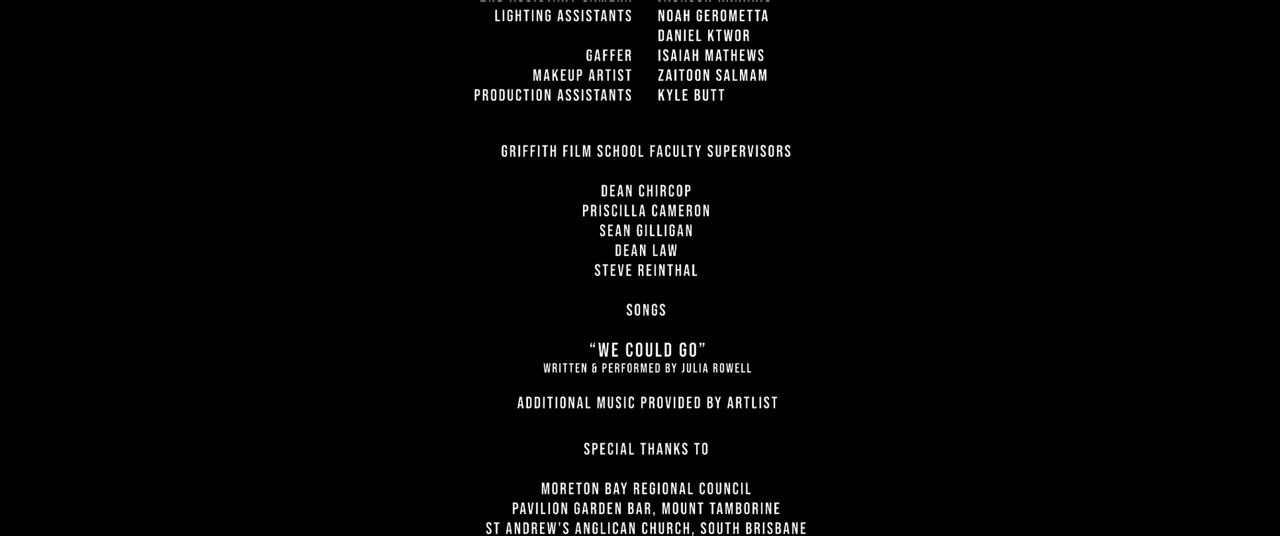 LIGHTING ASSISTANTS NOAH GEROMETTA
DANIEL KTWOR
GAFFER ISAIAH MATHEWS
MAKEUP ARTIST ZAITOON SALMAM
PRODUCTION ASSISTANTS KYLE BUTT
GRIFFITH FILM SCHOOL FACULTY SUPERVISORS
DEAN CHIRCOP
PRISCILLA CAMERON
SEAN GILLIGAN
DEAN LAW
STEVE REINTHAL
SONGS
“WE COULD GO”
WRITTEN & PERFORMED BY JULIA ROWELL
ADDITIONAL MUSIC PROVIDED BY ARTLIST
SPECIAL THANKS TO
MORETON BAY REGIONAL COUNCIL
PAVILION GARDEN BAR, MOUNT TAMBORINE
ST ANDREW’S ANGLICAN CHURCH, SOUTH BRISBANE